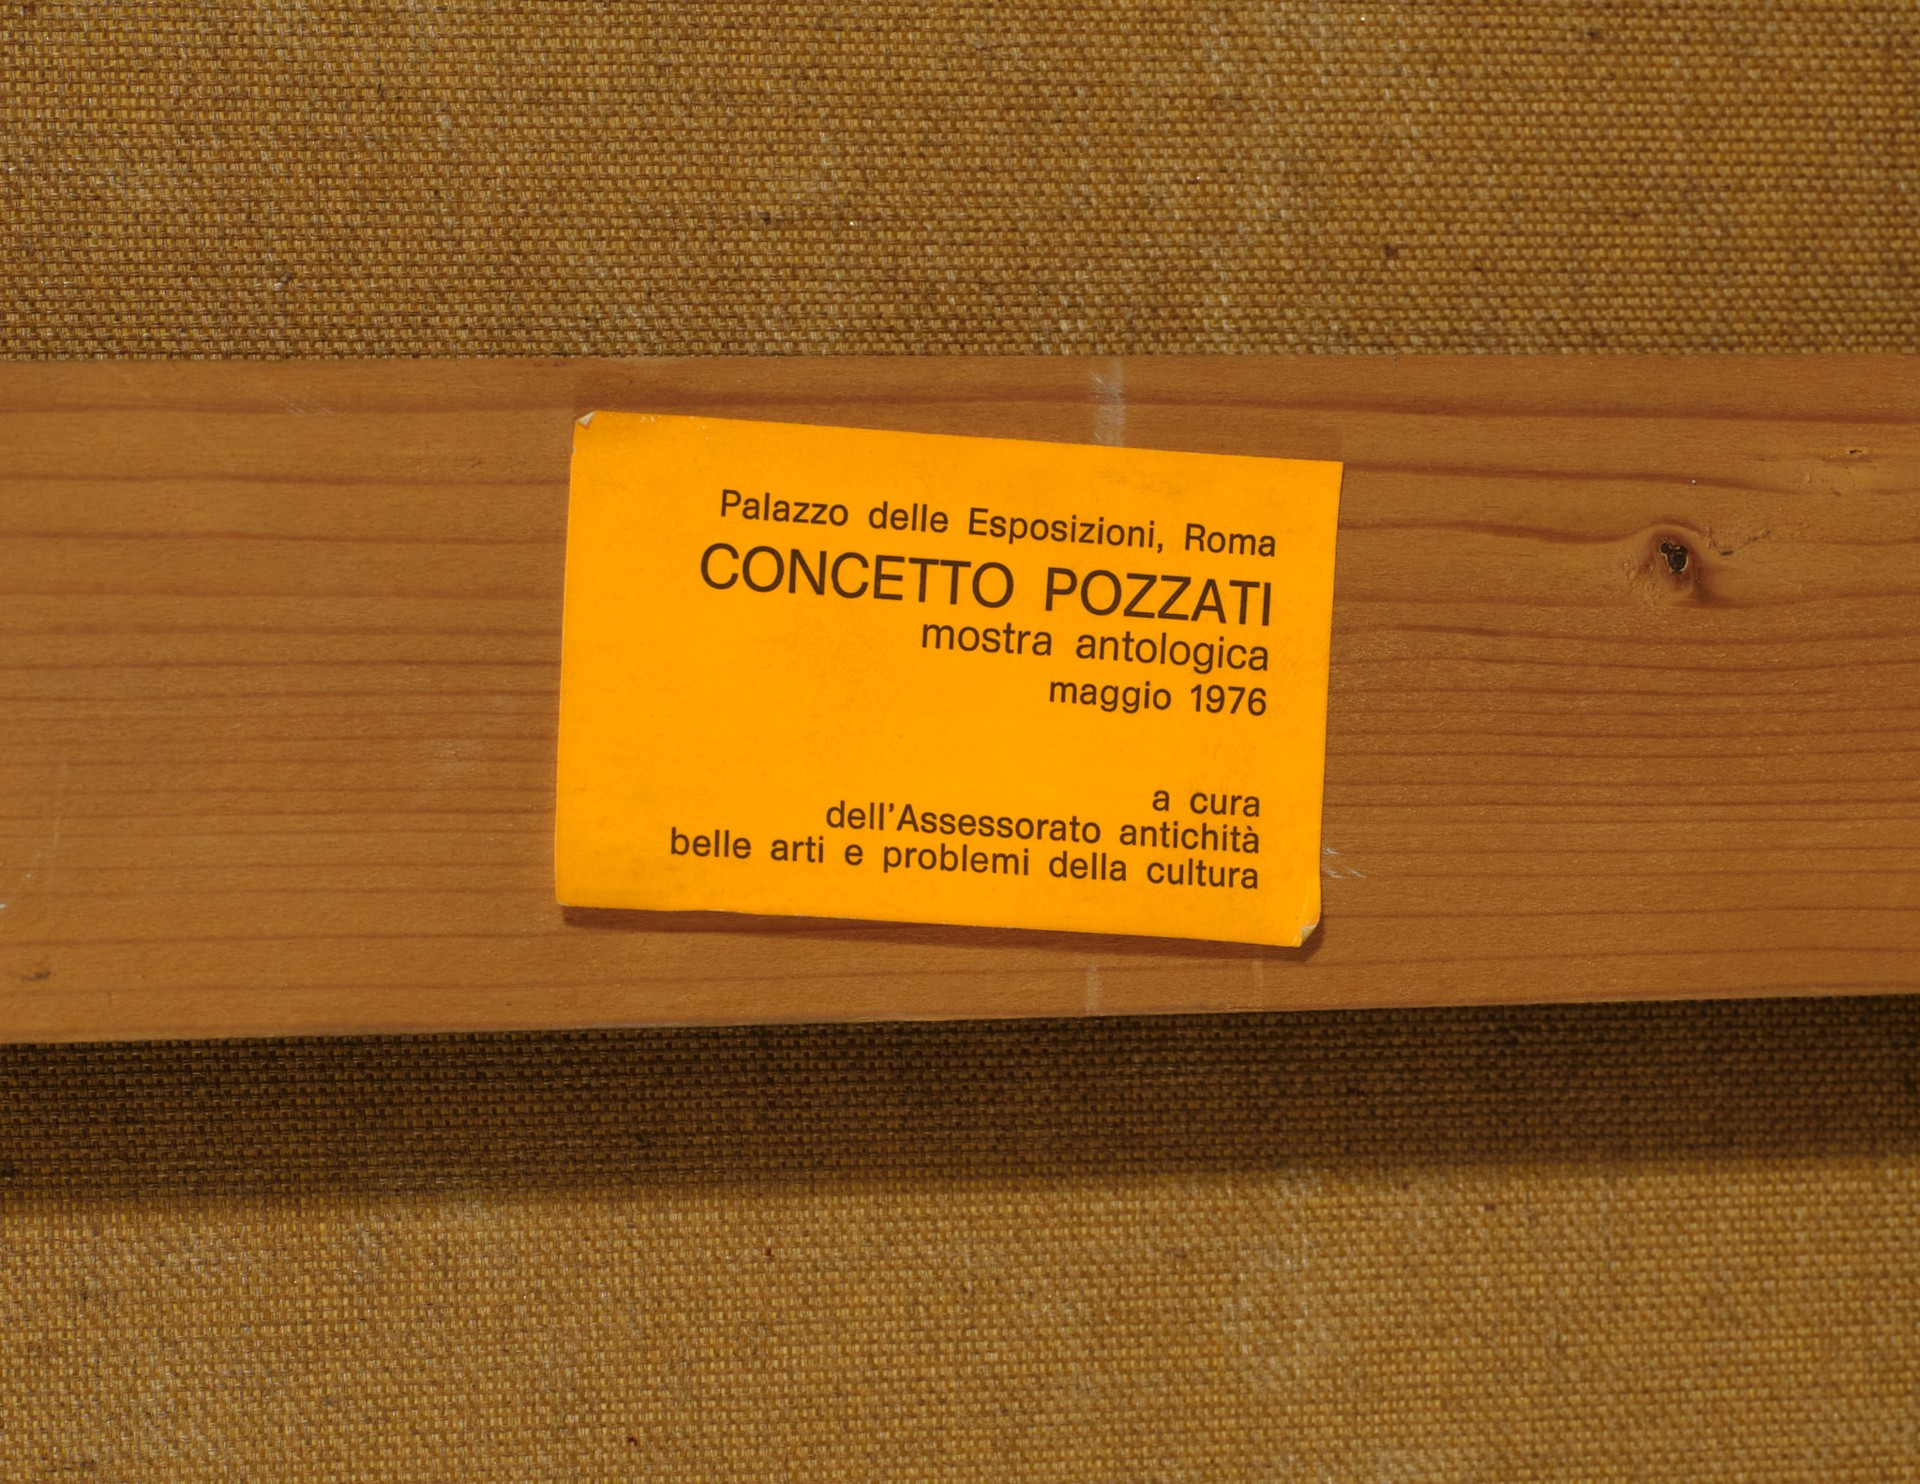 Palazzo delle Esposizioni, Roma
CONCETTO POZZATI
mostra antologica
maggio 1976
a cura
dell'Assessorato antichità
belle arti e problemi della cultura